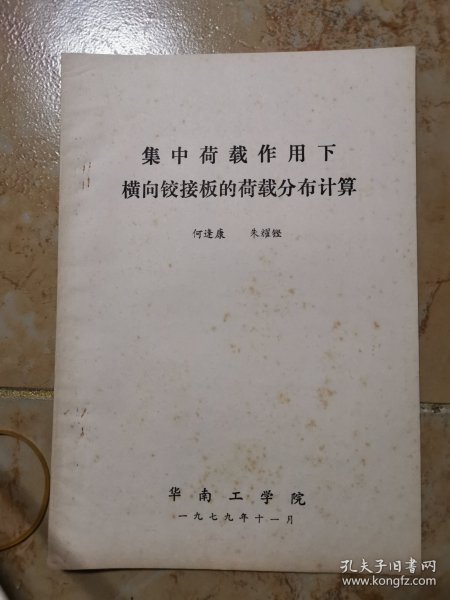 集中荷载作用下
横向铰接板的荷载分布计算
何逢康 朱耀铿
华南工学院
一九七九年十一月
孔夫子旧书网
www.kongfz.com